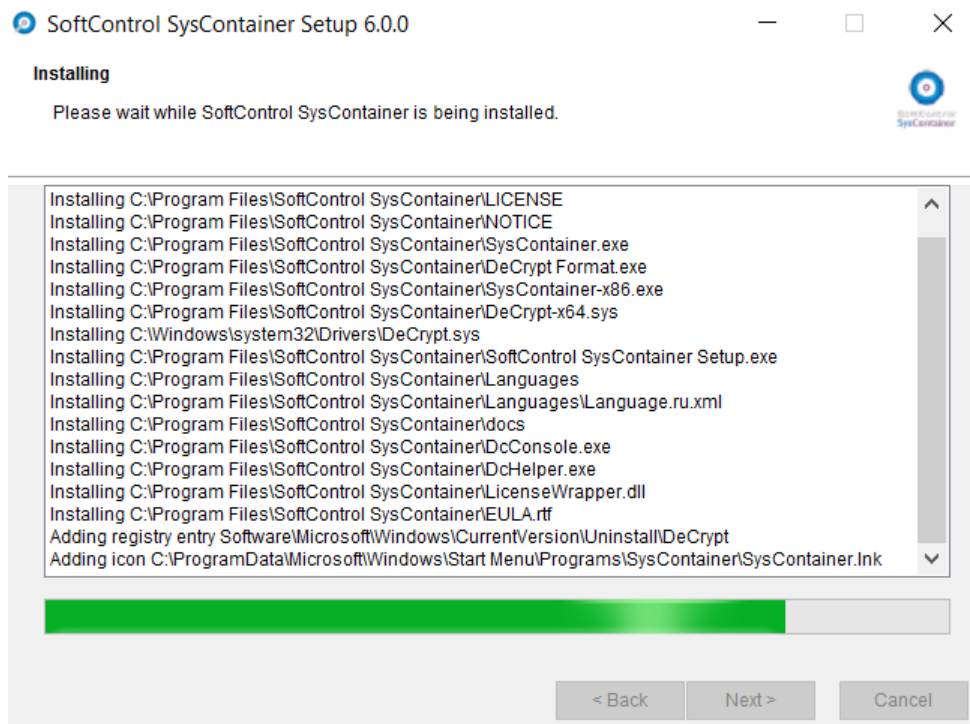 SoftControl SysContainer Setup 6.0.0
Installing
Please wait while SoftControl SysContainer is being installed.
SoftControl
SysContainer
Installing C:\Program Files\SoftControl SysContainer\LICENSE
Installing C:\Program Files\SoftControl SysContainer\NOTICE
Installing C:\Program Files\SoftControl SysContainer\SysContainer.exe
Installing C:\Program Files\SoftControl SysContainer\DeCrypt Format.exe
Installing C:\Program Files\SoftControl SysContainer\SysContainer-x86.exe
Installing C:\Program Files\SoftControl SysContainer\DeCrypt-x64.sys
Installing C:\Windows\system32\Drivers\DeCrypt.sys
Installing C:\Program Files\SoftControl SysContainer\SoftControl SysContainer Setup.exe
Installing C:\Program Files\SoftControl SysContainer\Languages
Installing C:\Program Files\SoftControl SysContainer\Languages\Language.ru.xml
Installing C:\Program Files\SoftControl SysContainer\docs
Installing C:\Program Files\SoftControl SysContainer\DcConsole.exe
Installing C:\Program Files\SoftControl SysContainer\DcHelper.exe
Installing C:\Program Files\SoftControl SysContainer\LicenseWrapper.dll
Installing C:\Program Files\SoftControl SysContainer\EULA.rtf
Adding registry entry Software\Microsoft\Windows\CurrentVersion\Uninstall\DeCrypt
Adding icon C:\ProgramData\Microsoft\Windows\Start Menu\Programs\SysContainer\SysContainer.lnk
< Back
Next >
Cancel